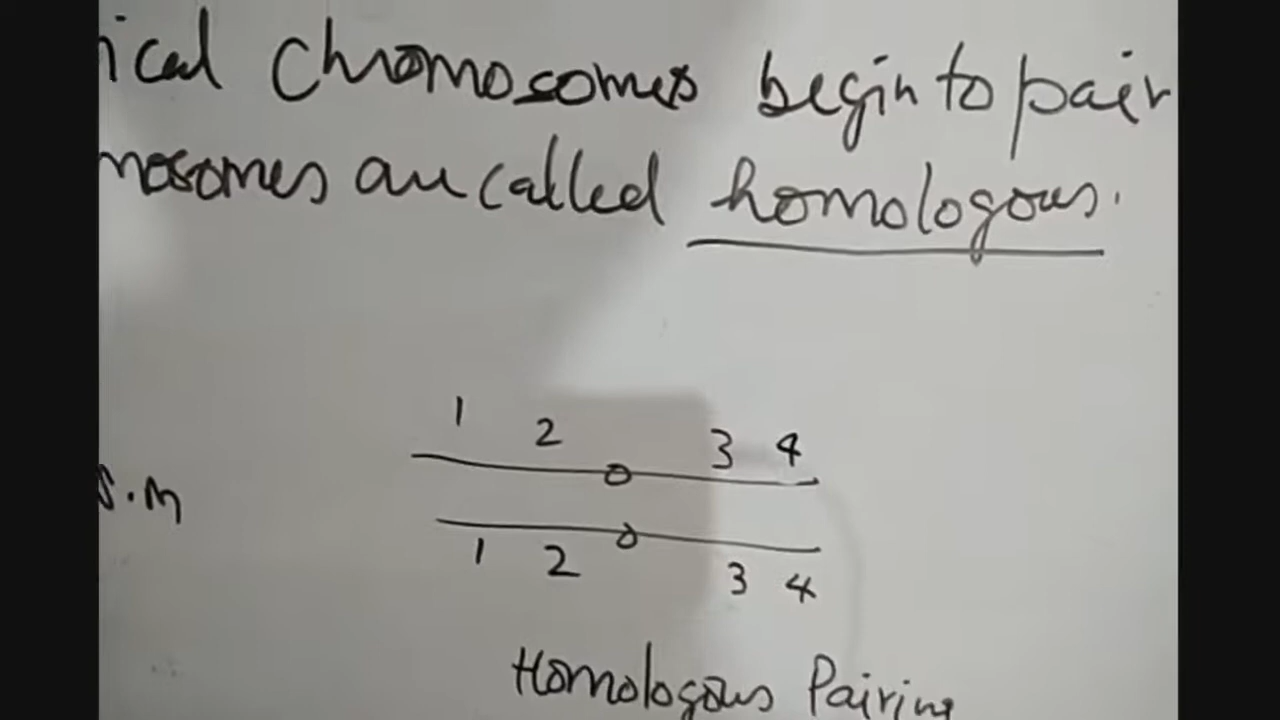 ical Chromosomes begin to pair
mosomes are called homologous.
1 2 3 4
S.M
1 2 3 4
Homologous Pairing